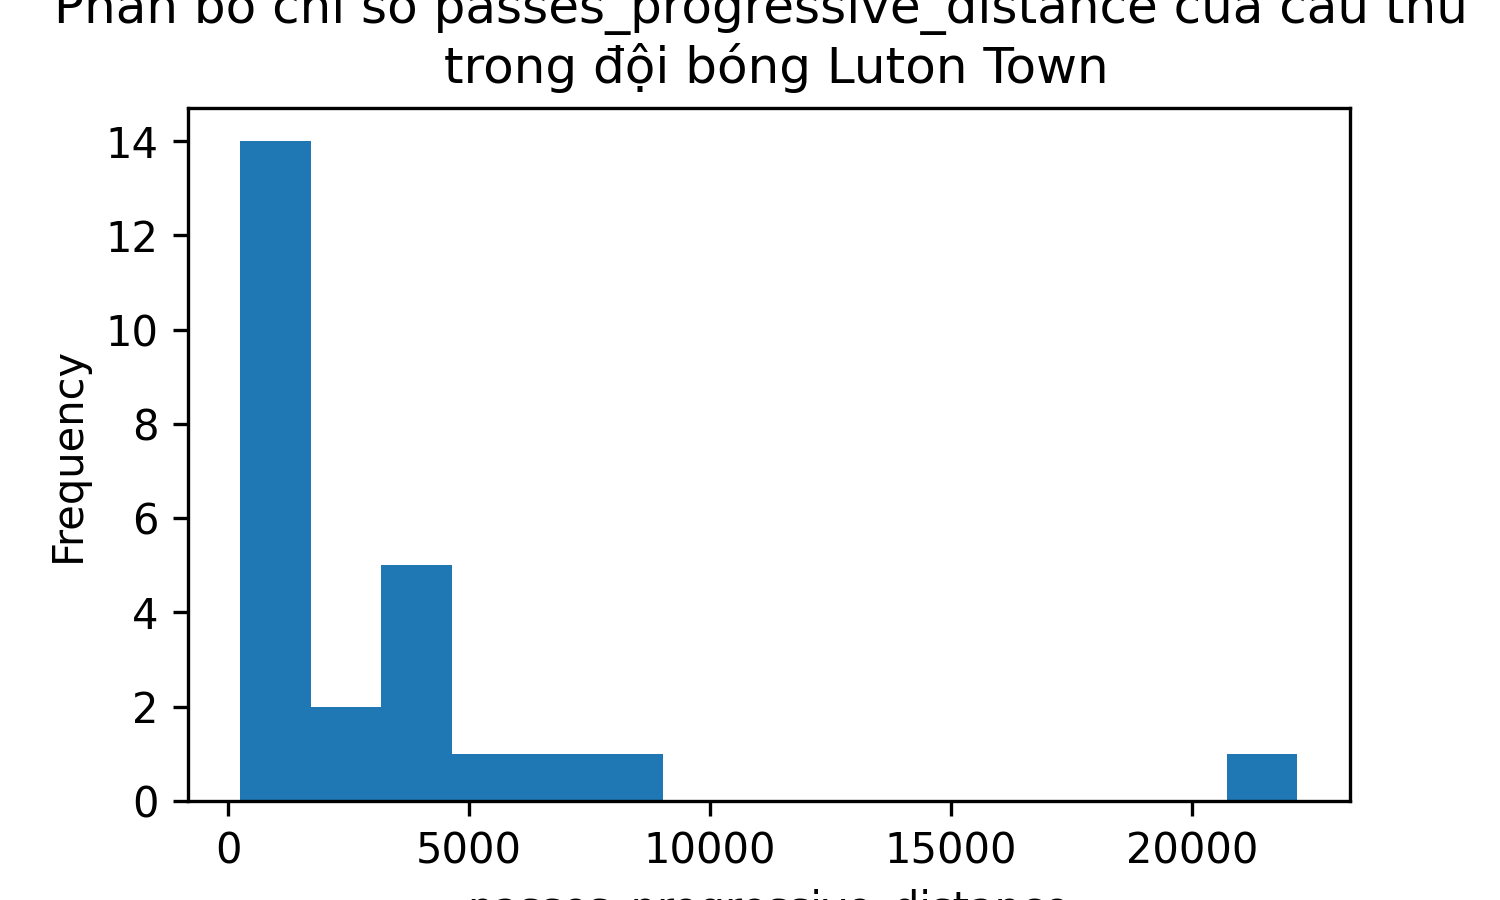 Phân bố chỉ số passes_progressive_distance của cầu thủ
trong đội bóng Luton Town
14
12
10
8
6
4
2
0
Frequency
0 5000 10000 15000 20000
passes_progressive_distance